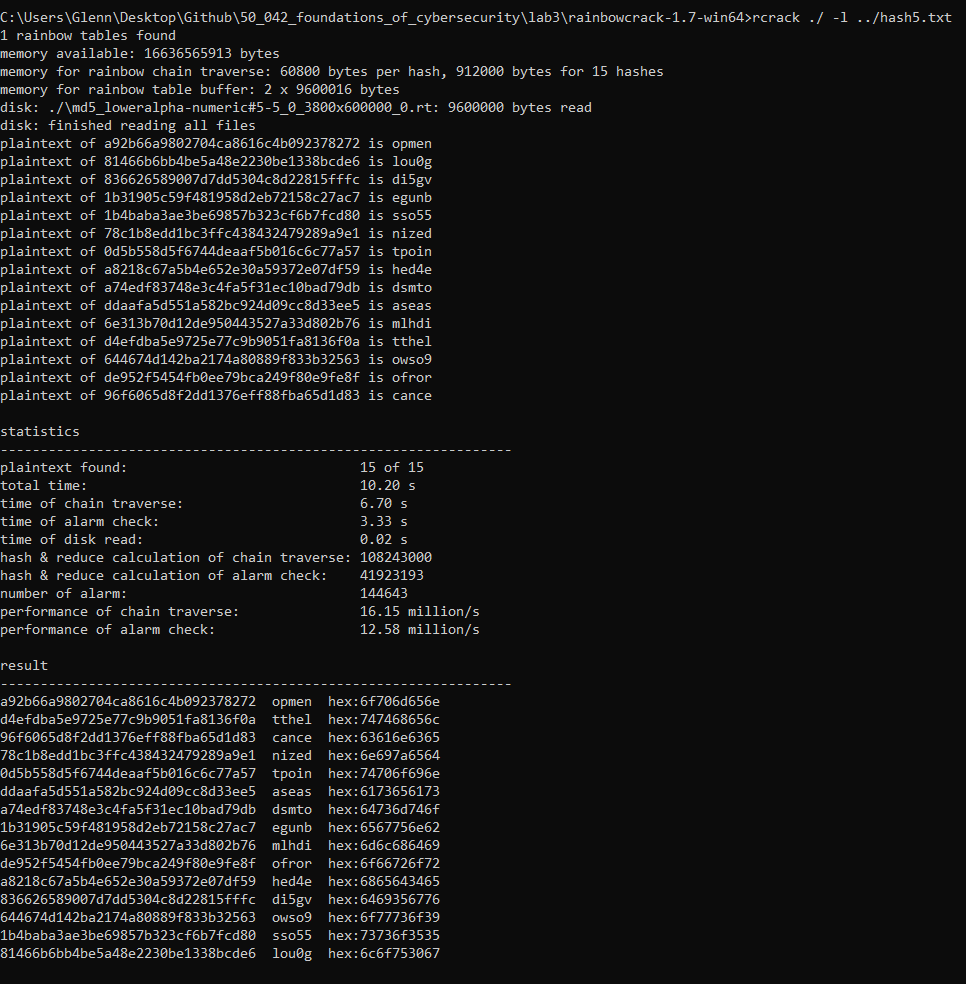 C:\Users\Glenn\Desktop\Github\50_042_foundations_of_cybersecurity\lab3\rainbowcrack-1.7-win64>rcrack ./ -l ../hash5.txt
1 rainbow tables found
memory available: 16636565913 bytes
memory for rainbow chain traverse: 60800 bytes per hash, 912000 bytes for 15 hashes
memory for rainbow table buffer: 2 x 9600016 bytes
disk: ./\md5_loweralpha-numeric#5-5_0_3800x600000_0.rt: 9600000 bytes read
disk: finished reading all files
plaintext of a92b66a9802704ca8616c4b092378272 is opmen
plaintext of 81466b6bb4be5a48e2230be1338bcde6 is lou0g
plaintext of 836626589007d7dd5304c8d22815fffc is di5gv
plaintext of 1b31905c59f481958d2eb72158c27ac7 is egunb
plaintext of 1b4baba3ae3be69857b323cf6b7fcd80 is sso55
plaintext of 78c1b8edd1bc3ffc438432479289a9e1 is nized
plaintext of 0d5b558d5f6744deaaf5b016c6c77a57 is tpoin
plaintext of a8218c67a5b4e652e30a59372e07df59 is hed4e
plaintext of a74edf83748e3c4fa5f31ec10bad79db is dsmto
plaintext of ddaafa5d551a582bc924d09cc8d33ee5 is aseas
plaintext of 6e313b70d12de950443527a33d802b76 is mlhdi
plaintext of d4efdba5e9725e77c9b9051fa8136f0a is tthel
plaintext of 644674d142ba2174a80889f833b32563 is owso9
plaintext of de952f5454fb0ee79bca249f80e9fe8f is ofror
plaintext of 96f6065d8f2dd1376eff88fba65d1d83 is cance
statistics
----------------------------------------------------------------
plaintext found: 15 of 15
total time: 10.20 s
time of chain traverse: 6.70 s
time of alarm check: 3.33 s
time of disk read: 0.02 s
hash & reduce calculation of chain traverse: 108243000
hash & reduce calculation of alarm check: 41923193
number of alarm: 144643
performance of chain traverse: 16.15 million/s
performance of alarm check: 12.58 million/s
result
----------------------------------------------------------------
a92b66a9802704ca8616c4b092378272  opmen  hex:6f706d656e
d4efdba5e9725e77c9b9051fa8136f0a  tthel  hex:747468656c
96f6065d8f2dd1376eff88fba65d1d83  cance  hex:63616e6365
78c1b8edd1bc3ffc438432479289a9e1  nized  hex:6e697a6564
0d5b558d5f6744deaaf5b016c6c77a57  tpoin  hex:74706f696e
ddaafa5d551a582bc924d09cc8d33ee5  aseas  hex:6173656173
a74edf83748e3c4fa5f31ec10bad79db  dsmto  hex:64736d746f
1b31905c59f481958d2eb72158c27ac7  egunb  hex:6567756e62
6e313b70d12de950443527a33d802b76  mlhdi  hex:6d6c686469
de952f5454fb0ee79bca249f80e9fe8f  ofror  hex:6f66726f72
a8218c67a5b4e652e30a59372e07df59  hed4e  hex:6865643465
836626589007d7dd5304c8d22815fffc  di5gv  hex:6469356776
644674d142ba2174a80889f833b32563  owso9  hex:6f77736f39
1b4baba3ae3be69857b323cf6b7fcd80  sso55  hex:73736f3535
81466b6bb4be5a48e2230be1338bcde6  lou0g  hex:6c6f753067